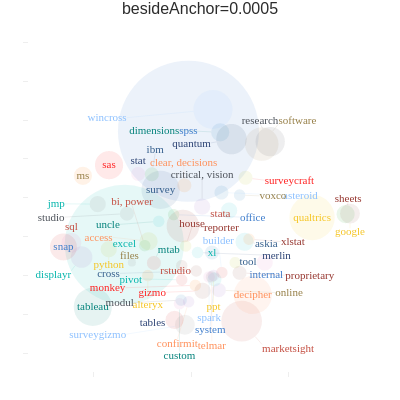 besideAnchor=0.0005
wincross
researchsoftware
dimensionsspss
quantum
ibm
stat
clear, decisions
sas
critical, vision
ms
surveycraft
survey
voxcoasteroid
sheets
bi, power
jmp
studio
stata
office
qualtrics
sql
uncle
house
reporter
google
access
excel
builder
askia
xlstat
snap
mtab
xl
merlin
files
python
tool
displayr
cross
rstudio
internal
proprietary
pivot
monkey
gizmo
decipher
online
tableau
modul
alteryx
ppt
spark
tables
system
surveygizmo
confirmit
telmar
marketsight
custom